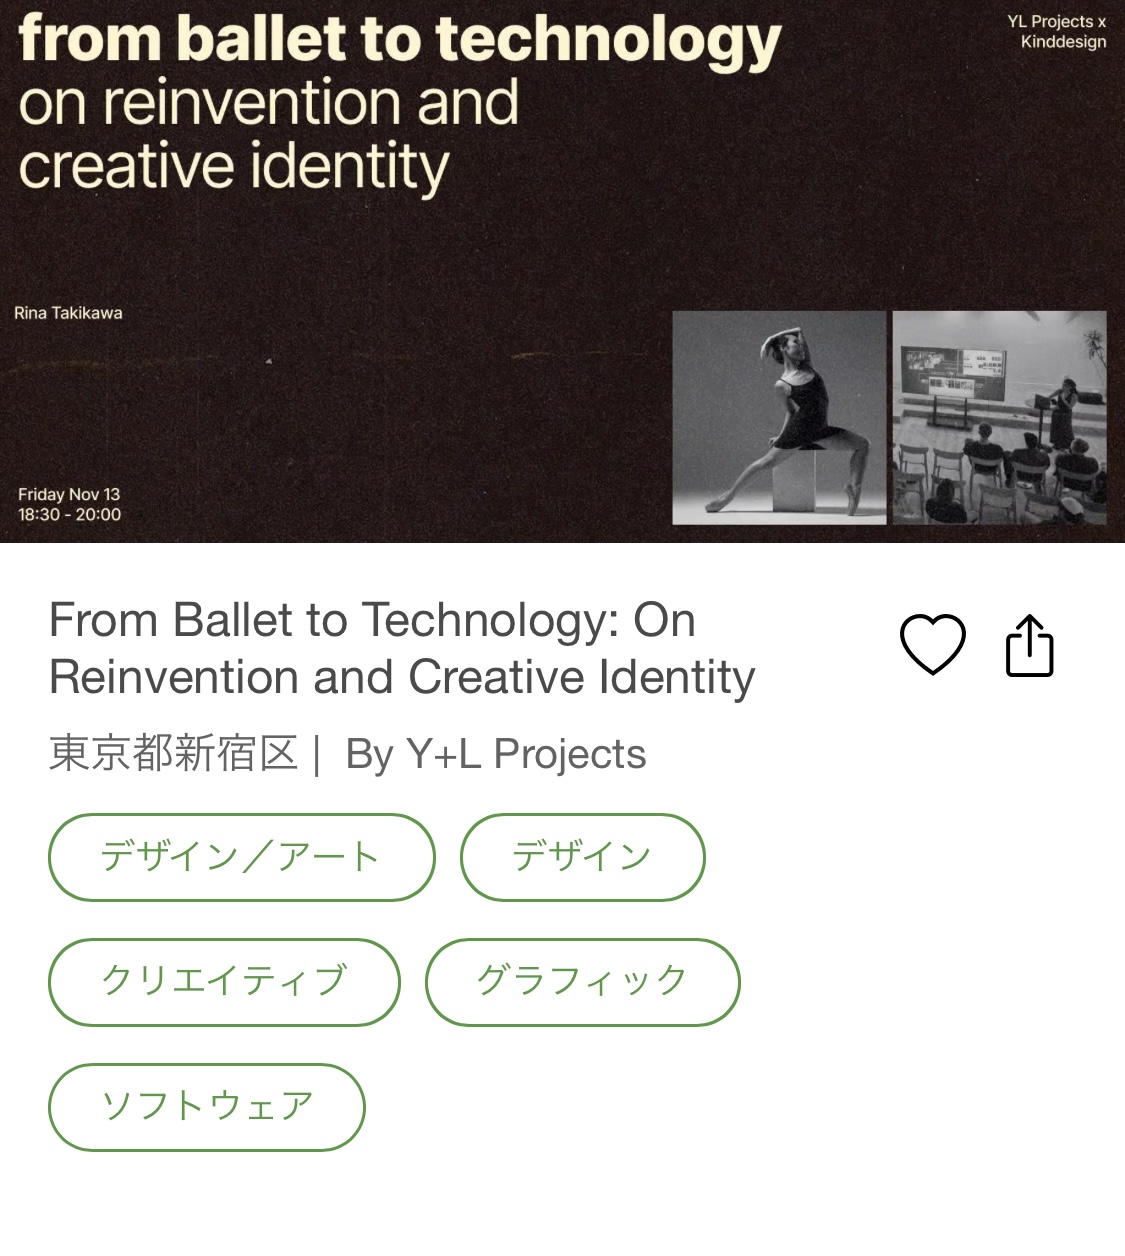 from ballet to technology
on reinvention and
creative identity
YL Projects x
Kinddesign
Rina Takikawa
Friday Nov 13
18:30 - 20:00
From Ballet to Technology: On
Reinvention and Creative Identity
東京都新宿区 | By Y+L Projects
デザイン／アート
デザイン
クリエイティブ
グラフィック
ソフトウェア